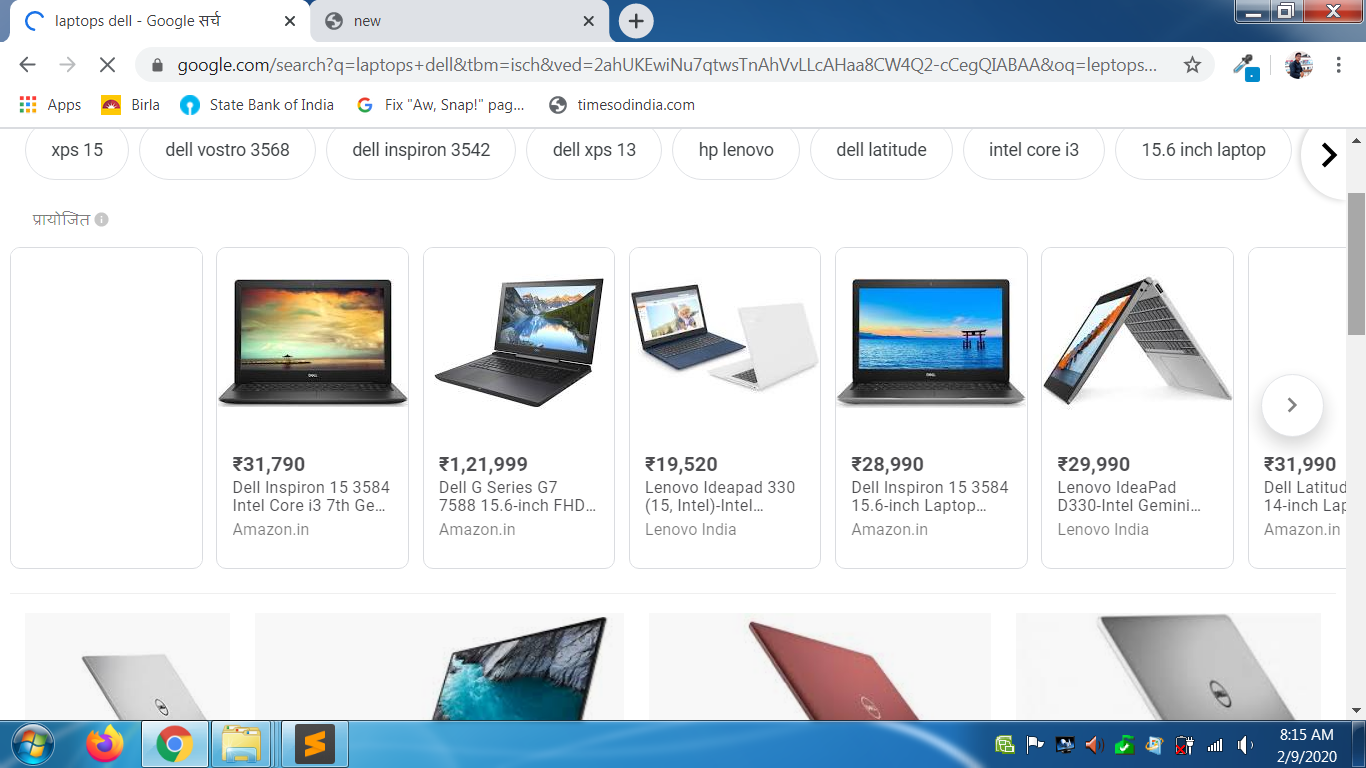 laptops dell - Google सर्च
new
google.com/search?q=laptops+dell&tbm=isch&ved=2ahUKEwiNu7qtwsTnAhVvLLcAHaa8CW4Q2-cCegQIABAA&oq=leptops...
Apps
Birla
State Bank of India
Fix "Aw, Snap!" pag...
timesodindia.com
xps 15
dell vostro 3568
dell inspiron 3542
dell xps 13
hp lenovo
dell latitude
intel core i3
15.6 inch laptop
प्रायोजित
₹31,790
Dell Inspiron 15 3584
Intel Core i3 7th Ge...
Amazon.in
₹1,21,999
Dell G Series G7
7588 15.6-inch FHD...
Amazon.in
₹19,520
Lenovo Ideapad 330
(15, Intel)-Intel...
Lenovo India
₹28,990
Dell Inspiron 15 3584
15.6-inch Laptop...
Amazon.in
₹29,990
Lenovo IdeaPad
D330-Intel Gemini...
Lenovo India
₹31,990
Dell Latitud
14-inch Lap
Amazon.in
8:15 AM
2/9/2020